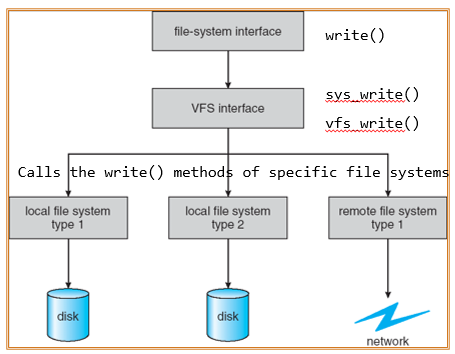 file-system interface
write()
VFS interface
sys_write()
vfs_write()
Calls the write() methods of specific file systems
local file system
type 1
local file system
type 2
remote file system
type 1
disk
disk
network